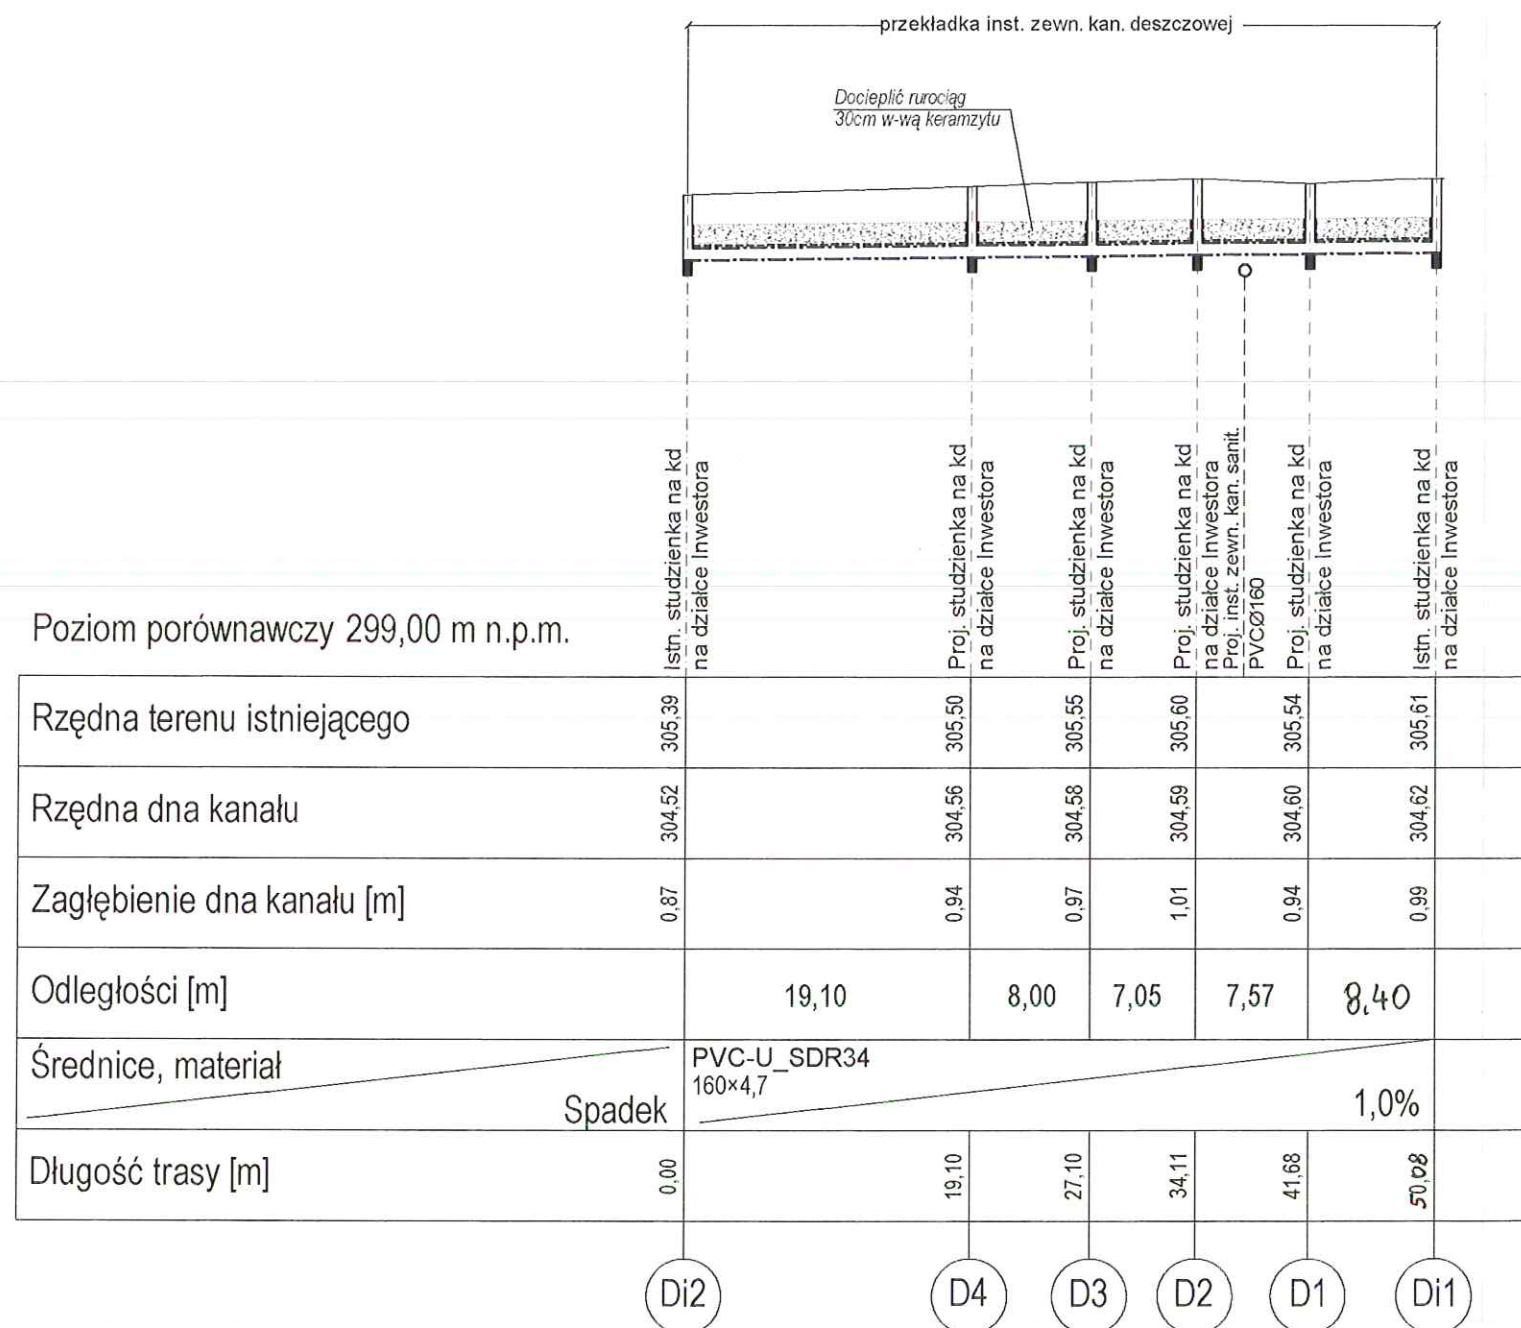 przekładka inst. zewn. kan. deszczowej
Docieplić rurociąg
30cm w-wą keramzytu
Istn. studzienka na kd
na działce Inwestora
Proj. studzienka na kd
na działce Inwestora
Proj. studzienka na kd
na działce Inwestora
Proj. studzienka na kd
na działce Inwestora
Proj. inst. zewn. kan. sanit.
PVCØ160
Proj. studzienka na kd
na działce Inwestora
Istn. studzienka na kd
na działce Inwestora
Poziom porównawczy 299,00 m n.p.m.
Rzędna terenu istniejącego 305,39 305,50 305,55 305,60 305,54 305,61
Rzędna dna kanału 304,52 304,56 304,58 304,59 304,60 304,62
Zagłębienie dna kanału [m] 0,87 0,94 0,97 1,01 0,94 0,99
Odległości [m] 19,10 8,00 7,05 7,57 8.40
Średnice, materiał PVC-U_SDR34
160×4,7
Spadek 1,0%
Długość trasy [m] 0,00 19,10 27,10 34,11 41,68 50,08
Di2 D4 D3 D2 D1 Di1